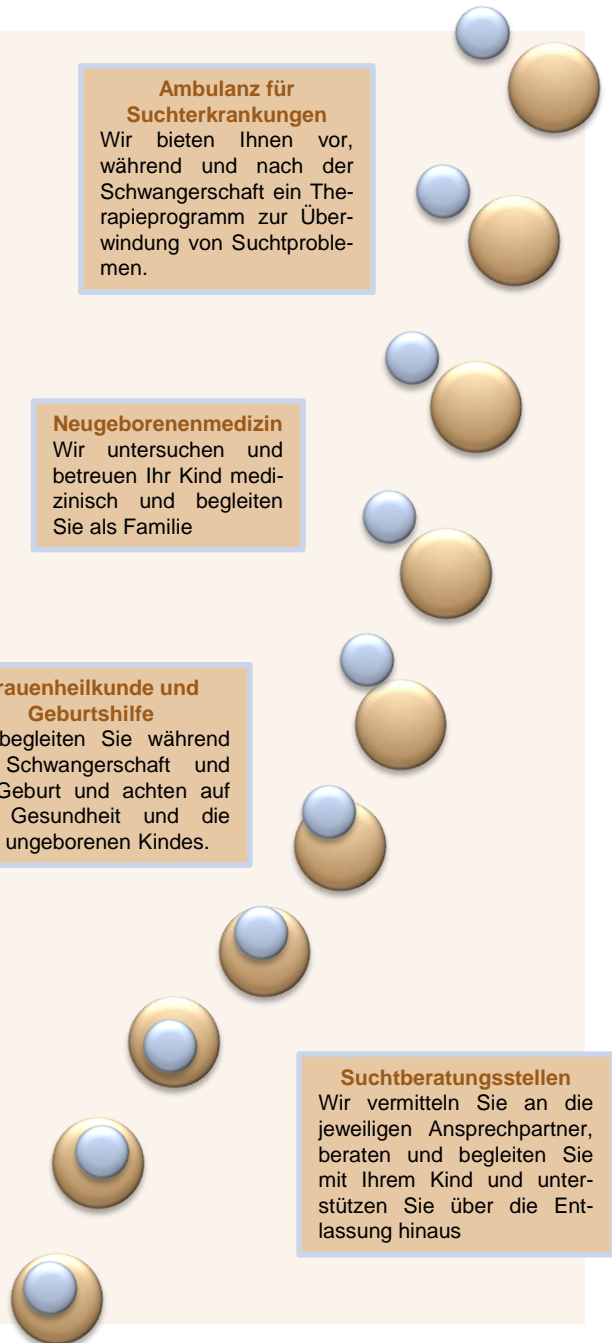 Ambulanz für
Suchterkrankungen
Wir bieten Ihnen vor,
während und nach der
Schwangerschaft ein The-
rapieprogramm zur Über-
windung von Suchtproble-
men.
Neugeborenenmedizin
Wir untersuchen und
betreuen Ihr Kind medi-
zinisch und begleiten
Sie als Familie
rauenheilkunde und
Geburtshilfe
begleiten Sie während
Schwangerschaft und
Geburt und achten auf
Gesundheit und die
ungeborenen Kindes.
Suchtberatungsstellen
Wir vermitteln Sie an die
jeweiligen Ansprechpartner,
beraten und begleiten Sie
mit Ihrem Kind und unter-
stützen Sie über die Ent-
lassung hinaus